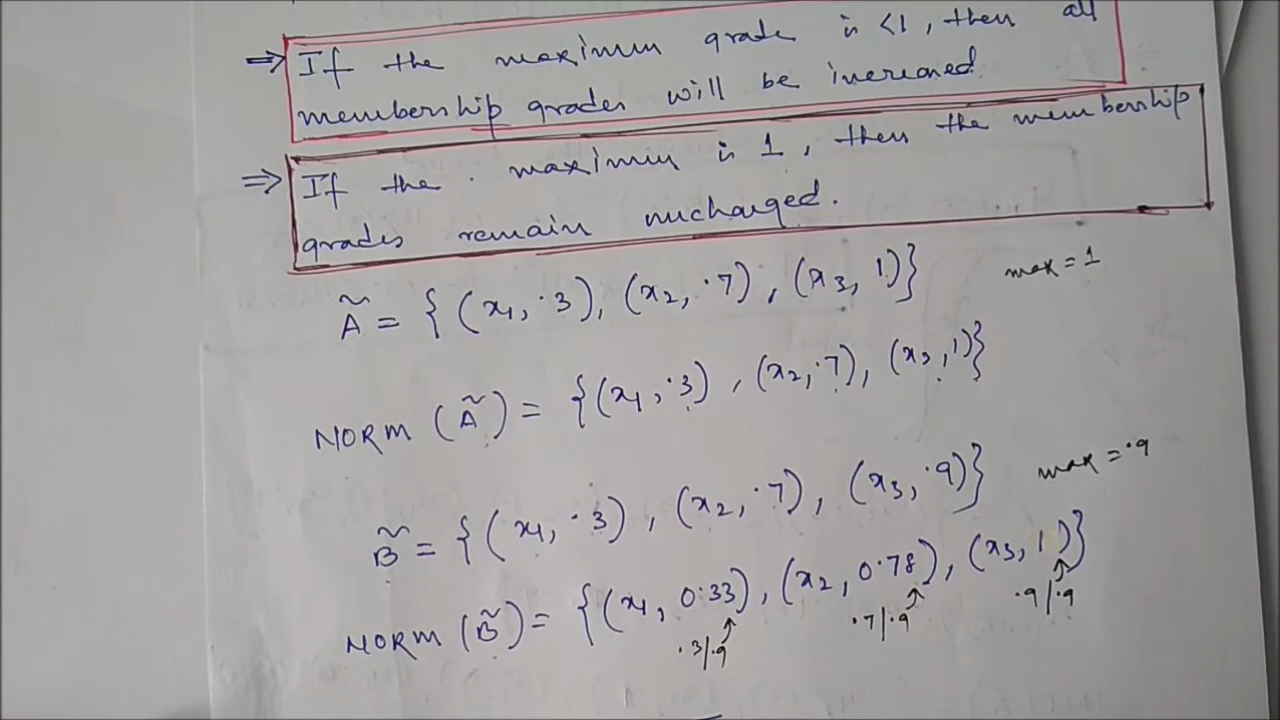 ⇒ If the maximum grade is <1, then all
membership grades will be increased
⇒ If the maximum is 1, then the membership
grades remain unchanged.
Ã = { (x₁, ·3), (x₂, ·7), (x₃, 1)} max = 1
NORM (Ã) = {(x₁, ·3), (x₂, ·7), (x₃, 1)}
B̃ = { (x₁, ·3), (x₂, ·7), (x₃, ·9)} max = ·9
NORM (B̃) = {(x₁, 0.33), (x₂, 0.78), (x₃, 1)}
·3/·9 ·7/·9 ·9/·9